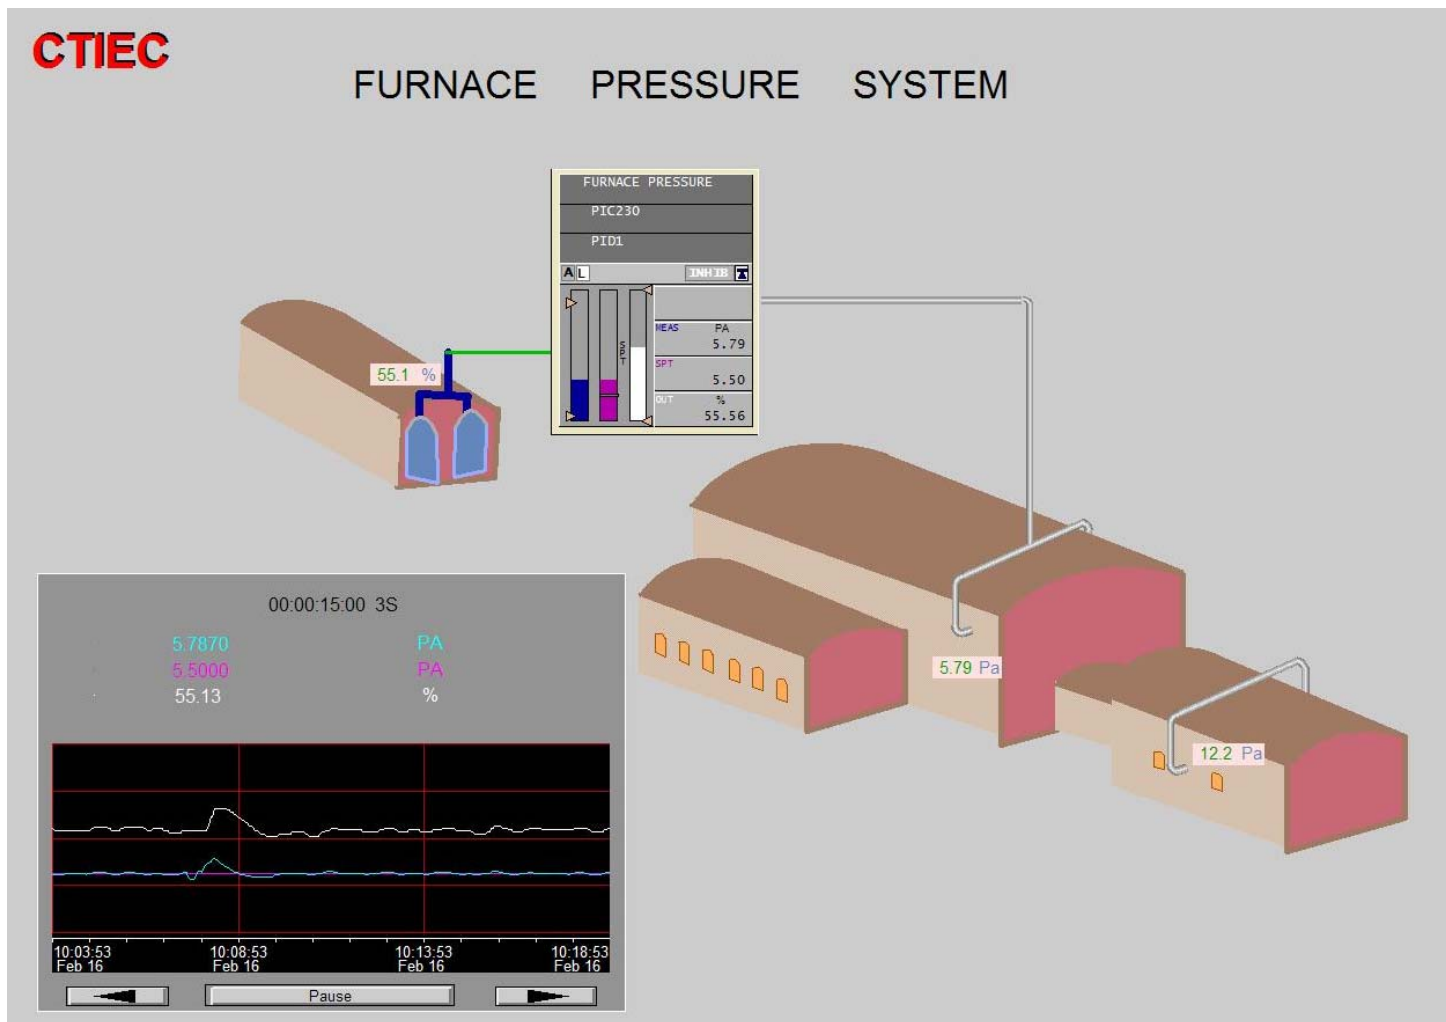 CTIEC
FURNACE PRESSURE SYSTEM
FURNACE PRESSURE
PIC230
PID1
A L INHIB
MEAS PA
5.79
SPT
SPT
5.50
OUT %
55.56
55.1 %
5.79 Pa
12.2 Pa
00:00:15:00 3S
5.7870 PA
5.5000 PA
55.13 %
10:03:53 10:08:53 10:13:53 10:18:53
Feb 16 Feb 16 Feb 16 Feb 16
Pause